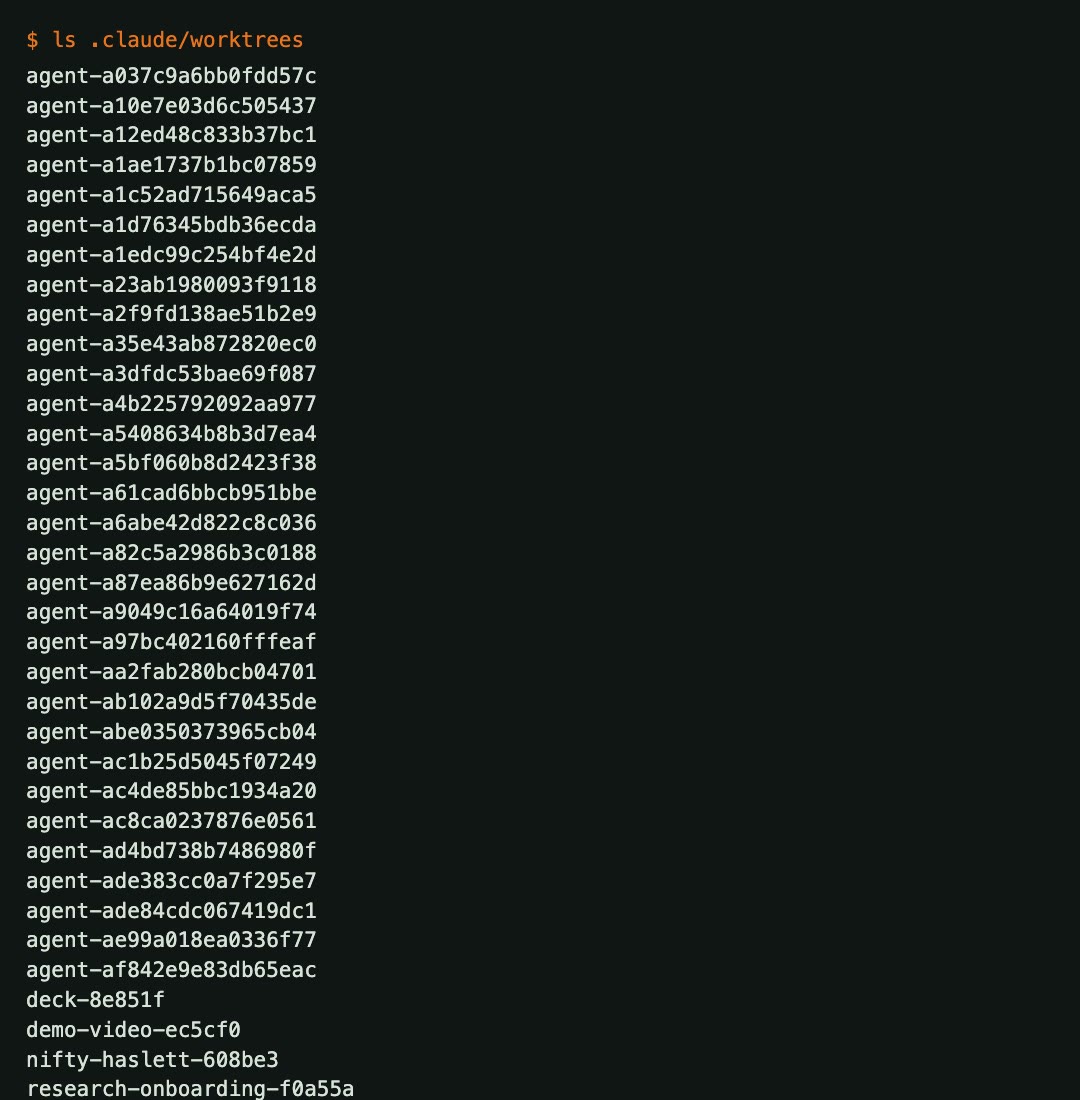 $ ls .claude/worktrees
agent-a037c9a6bb0fdd57c
agent-a10e7e03d6c505437
agent-a12ed48c833b37bc1
agent-a1ae1737b1bc07859
agent-a1c52ad715649aca5
agent-a1d76345bdb36ecda
agent-a1edc99c254bf4e2d
agent-a23ab1980093f9118
agent-a2f9fd138ae51b2e9
agent-a35e43ab872820ec0
agent-a3dfdc53bae69f087
agent-a4b225792092aa977
agent-a5408634b8b3d7ea4
agent-a5bf060b8d2423f38
agent-a61cad6bbcb951bbe
agent-a6abe42d822c8c036
agent-a82c5a2986b3c0188
agent-a87ea86b9e627162d
agent-a9049c16a64019f74
agent-a97bc402160fffeaf
agent-aa2fab280bcb04701
agent-ab102a9d5f70435de
agent-abe0350373965cb04
agent-ac1b25d5045f07249
agent-ac4de85bbc1934a20
agent-ac8ca0237876e0561
agent-ad4bd738b7486980f
agent-ade383cc0a7f295e7
agent-ade84cdc067419dc1
agent-ae99a018ea0336f77
agent-af842e9e83db65eac
deck-8e851f
demo-video-ec5cf0
nifty-haslett-608be3
research-onboarding-f0a55a